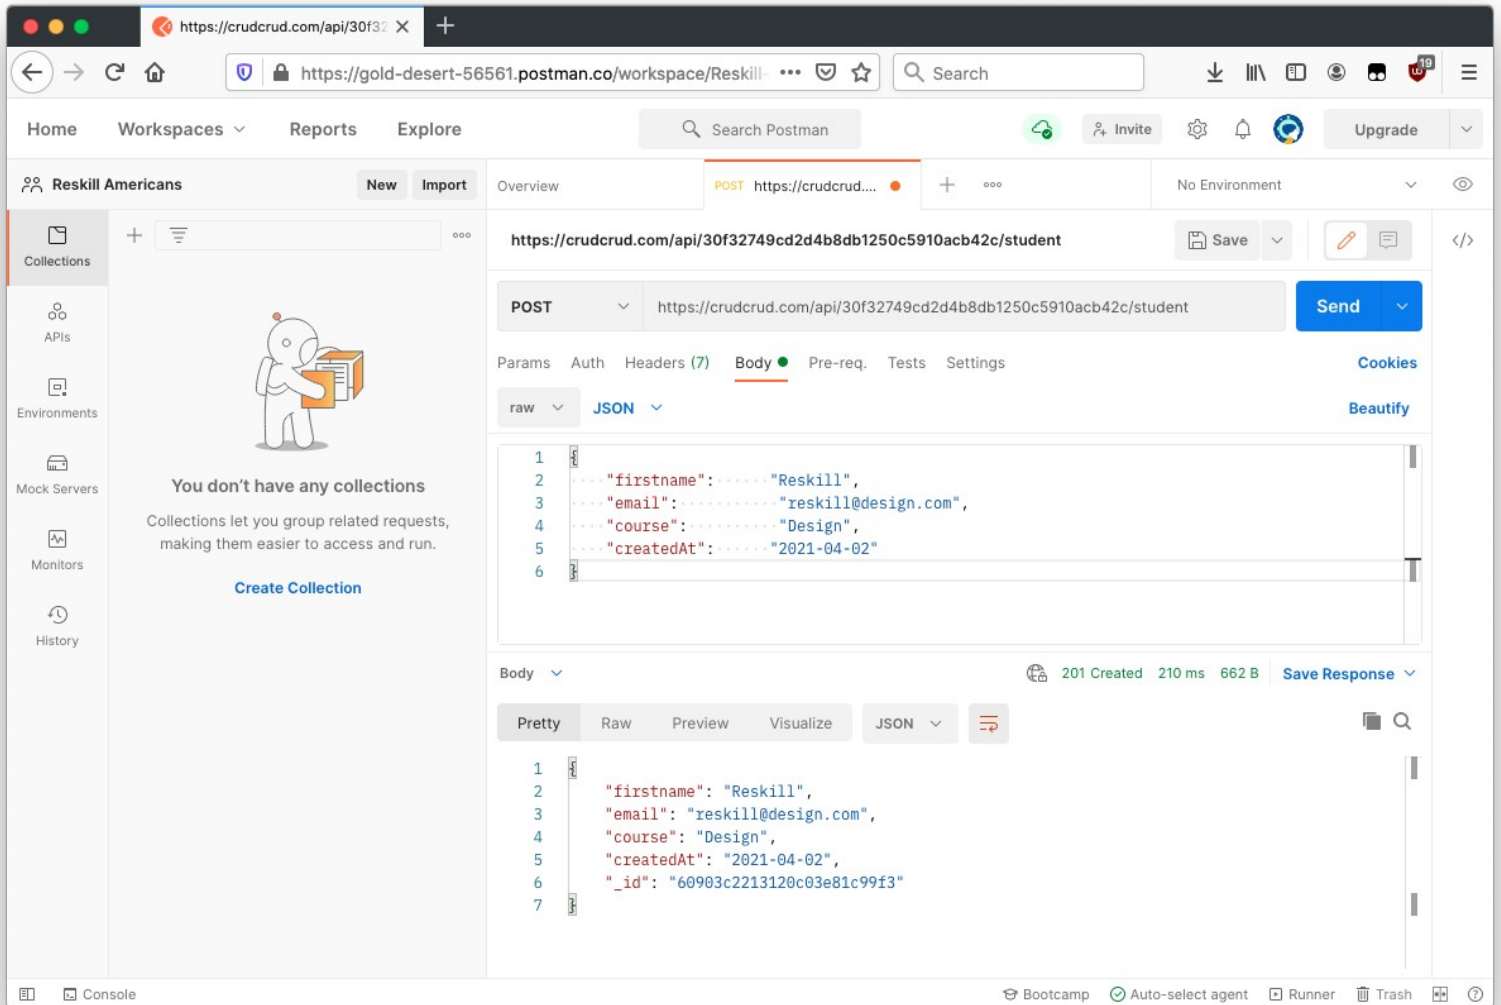 https://crudcrud.com/api/30f32
https://gold-desert-56561.postman.co/workspace/Reskill-
Search
19
Home Workspaces Reports Explore
Search Postman
Invite
Upgrade
Reskill Americans New Import
Overview
POST https://crudcrud....
No Environment
Collections
APIs
Environments
Mock Servers
Monitors
History
You don't have any collections
Collections let you group related requests,
making them easier to access and run.
Create Collection
https://crudcrud.com/api/30f32749cd2d4b8db1250c5910acb42c/student
Save
POST https://crudcrud.com/api/30f32749cd2d4b8db1250c5910acb42c/student Send
Params Auth Headers (7) Body Pre-req. Tests Settings Cookies
raw JSON Beautify
1 {
2 "firstname": "Reskill",
3 "email": "reskill@design.com",
4 "course": "Design",
5 "createdAt": "2021-04-02"
6 }
Body 201 Created 210 ms 662 B Save Response
Pretty Raw Preview Visualize JSON
1 {
2 "firstname": "Reskill",
3 "email": "reskill@design.com",
4 "course": "Design",
5 "createdAt": "2021-04-02",
6 "_id": "60903c2213120c03e81c99f3"
7 }
Console Bootcamp Auto-select agent Runner Trash